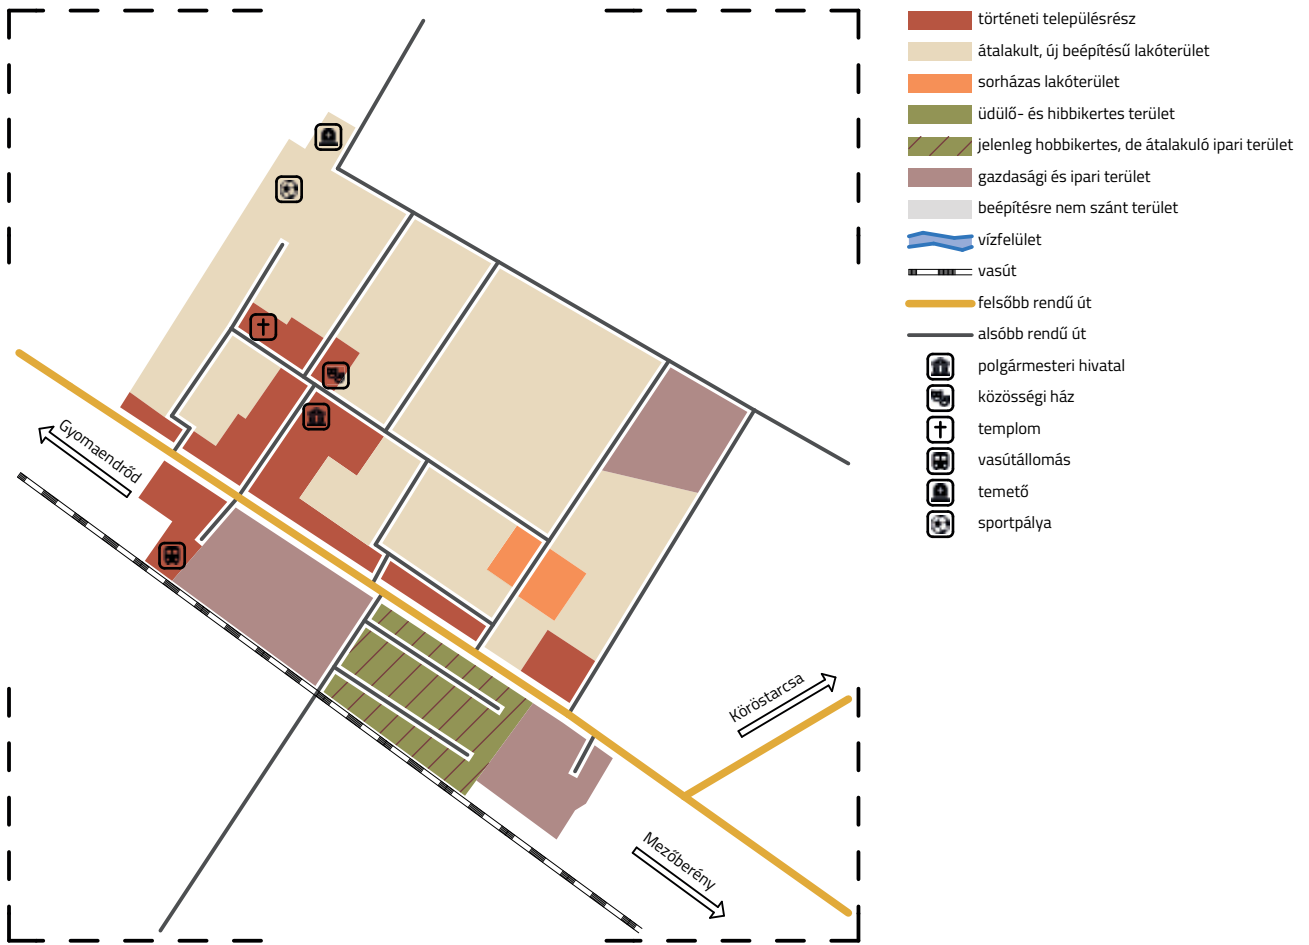 történeti településrész
átalakult, új beépítésű lakóterület
sorházas lakóterület
üdülő- és hibbikertes terület
jelenleg hobbikertes, de átalakuló ipari terület
gazdasági és ipari terület
beépítésre nem szánt terület
vízfelület
vasút
felsőbb rendű út
alsóbb rendű út
polgármesteri hivatal
közösségi ház
templom
vasútállomás
temető
sportpálya
Gyomaendrőd
Köröstarcsa
Mezőberény